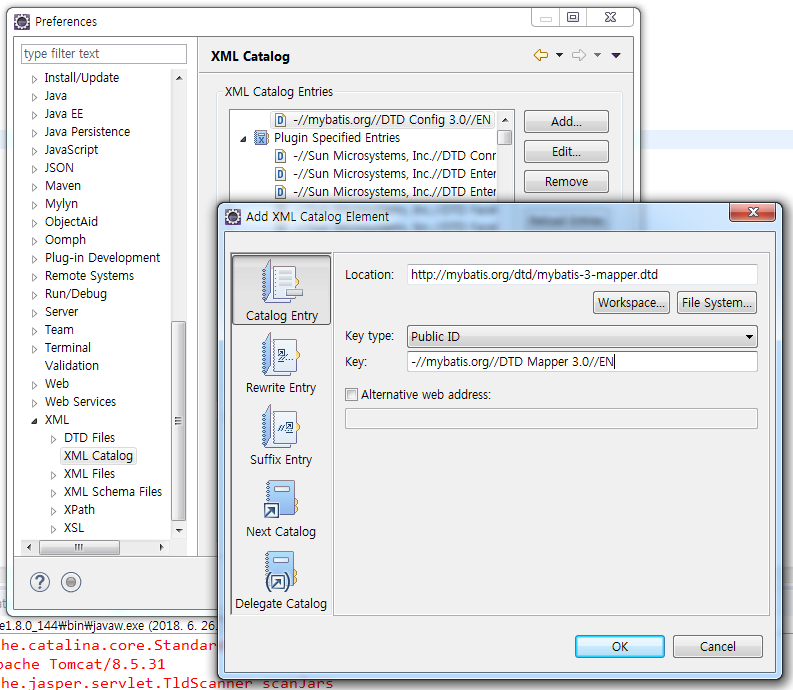 Preferences
type filter text
Install/Update
Java
Java EE
Java Persistence
JavaScript
JSON
Maven
Mylyn
ObjectAid
Oomph
Plug-in Development
Remote Systems
Run/Debug
Server
Team
Terminal
Validation
Web
Web Services
XML
DTD Files
XML Catalog
XML Files
XML Schema Files
XPath
XSL
XML Catalog
XML Catalog Entries
-//mybatis.org//DTD Config 3.0//EN
Plugin Specified Entries
-//Sun Microsystems, Inc.//DTD Conr
-//Sun Microsystems, Inc.//DTD Enter
-//Sun Microsystems, Inc.//DTD Enter
Add...
Edit...
Remove
Add XML Catalog Element
Catalog Entry
Rewrite Entry
Suffix Entry
Next Catalog
Delegate Catalog
Location:
http://mybatis.org/dtd/mybatis-3-mapper.dtd
Workspace...
File System...
Key type:
Public ID
Key:
-//mybatis.org//DTD Mapper 3.0//EN
Alternative web address:
OK
Cancel
e1.8.0_144₩bin₩javaw.exe (2018. 6. 26.
he.catalina.core.Standar
pache Tomcat/8.5.31
he.jasper.servlet.TldScanner scanJars